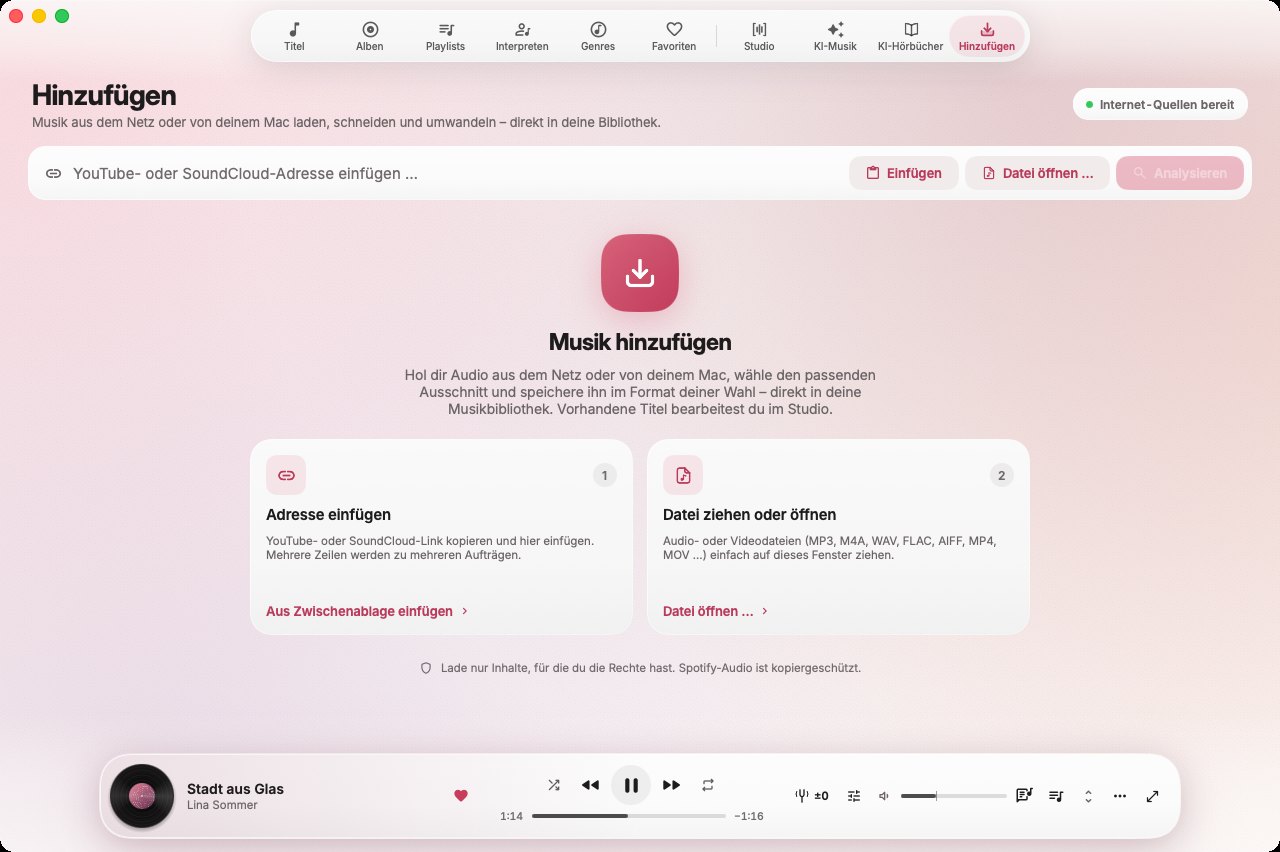 Titel
Alben
Playlists
Interpreten
Genres
Favoriten
Studio
KI-Musik
KI-Hörbücher
Hinzufügen
Hinzufügen
Musik aus dem Netz oder von deinem Mac laden, schneiden und umwandeln – direkt in deine Bibliothek.
Internet-Quellen bereit
YouTube- oder SoundCloud-Adresse einfügen ...
Einfügen
Datei öffnen ...
Analysieren
Musik hinzufügen
Hol dir Audio aus dem Netz oder von deinem Mac, wähle den passenden
Ausschnitt und speichere ihn im Format deiner Wahl – direkt in deine
Musikbibliothek. Vorhandene Titel bearbeitest du im Studio.
1
Adresse einfügen
YouTube- oder SoundCloud-Link kopieren und hier einfügen.
Mehrere Zeilen werden zu mehreren Aufträgen.
Aus Zwischenablage einfügen
2
Datei ziehen oder öffnen
Audio- oder Videodateien (MP3, M4A, WAV, FLAC, AIFF, MP4,
MOV ...) einfach auf dieses Fenster ziehen.
Datei öffnen ...
Lade nur Inhalte, für die du die Rechte hast. Spotify-Audio ist kopiergeschützt.
Stadt aus Glas
Lina Sommer
1:14
−1:16
±0